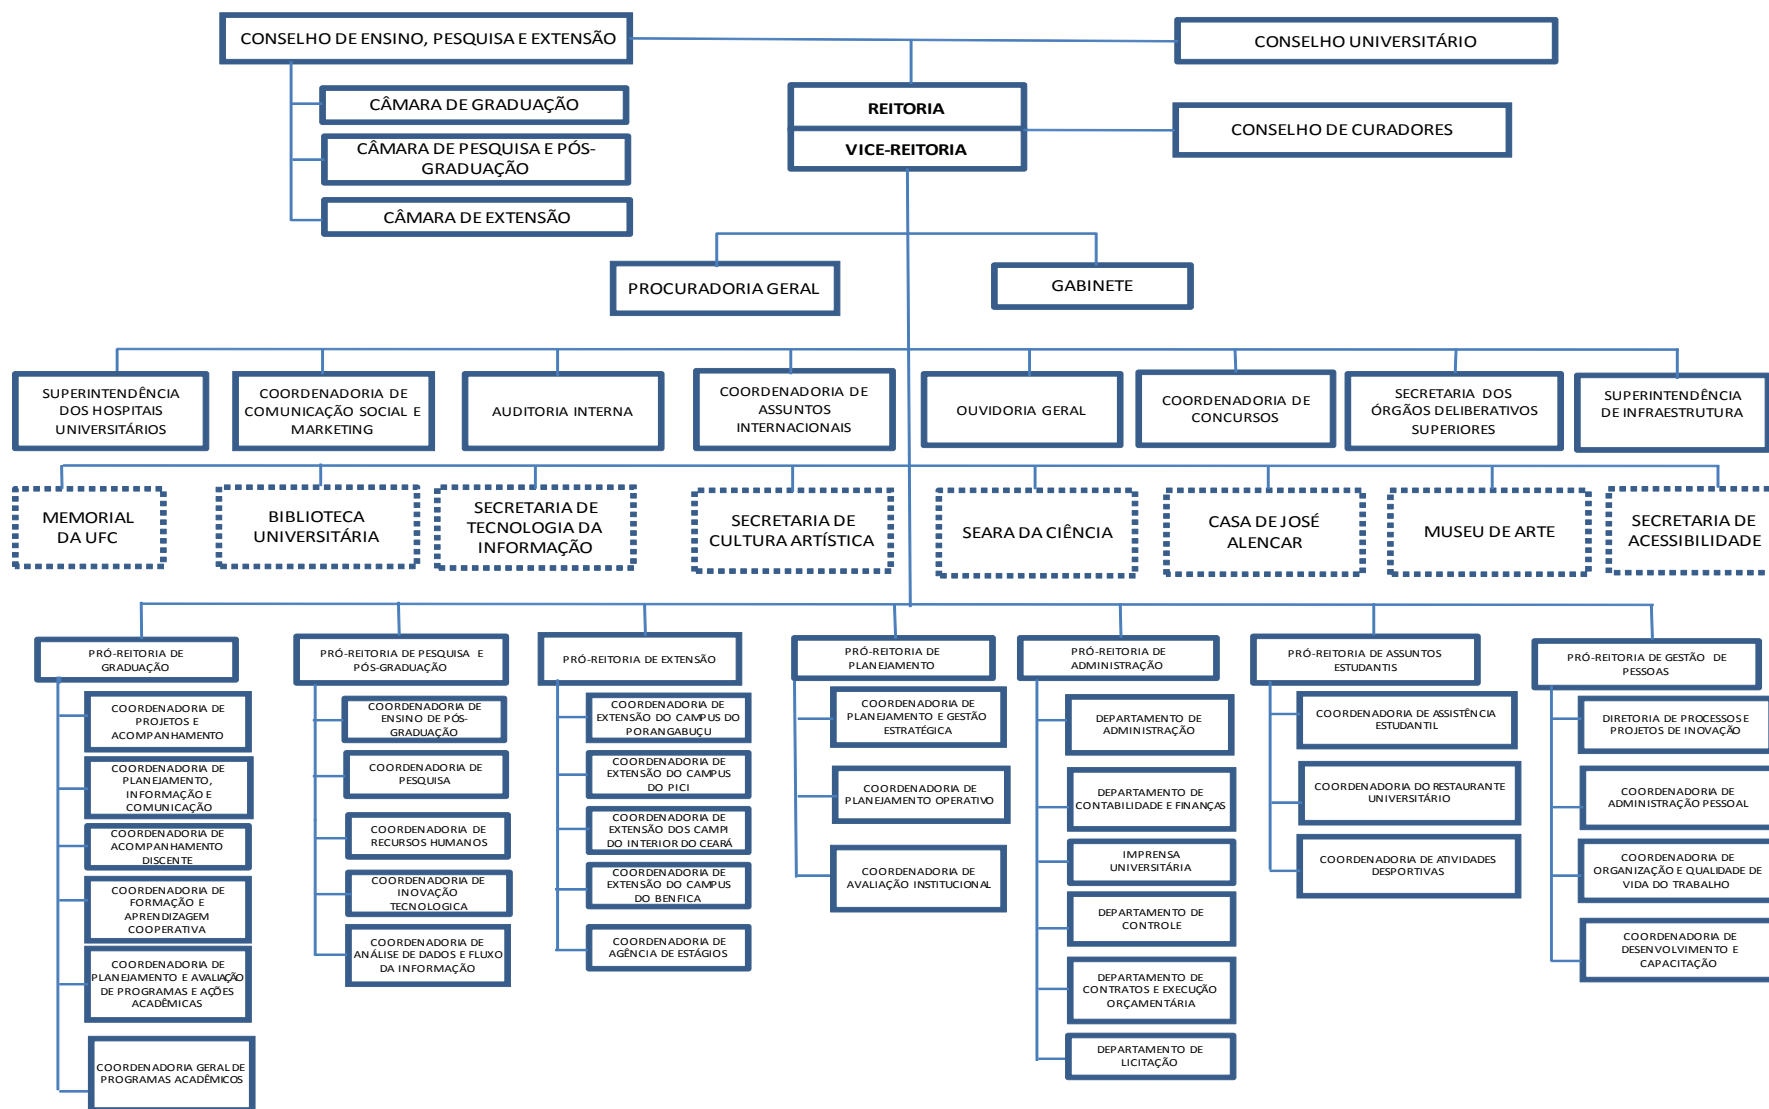 CONSELHO DE ENSINO, PESQUISA E EXTENSÃO
CONSELHO UNIVERSITÁRIO
CÂMARA DE GRADUAÇÃO
CÂMARA DE PESQUISA E PÓS-
GRADUAÇÃO
CÂMARA DE EXTENSÃO
REITORIA
VICE-REITORIA
CONSELHO DE CURADORES
PROCURADORIA GERAL
GABINETE
SUPERINTENDÊNCIA
DOS HOSPITAIS
UNIVERSITÁRIOS
COORDENADORIA DE
COMUNICAÇÃO SOCIAL E
MARKETING
AUDITORIA INTERNA
COORDENADORIA DE
ASSUNTOS
INTERNACIONAIS
OUVIDORIA GERAL
COORDENADORIA DE
CONCURSOS
SECRETARIA DOS
ÓRGÃOS DELIBERATIVOS
SUPERIORES
SUPERINTENDÊNCIA
DE INFRAESTRUTURA
MEMORIAL
DA UFC
BIBLIOTECA
UNIVERSITÁRIA
SECRETARIA DE
TECNOLOGIA DA
INFORMAÇÃO
SECRETARIA DE
CULTURA ARTÍSTICA
SEARA DA CIÊNCIA
CASA DE JOSÉ
ALENCAR
MUSEU DE ARTE
SECRETARIA DE
ACESSIBILIDADE
PRÓ-REITORIA DE
GRADUAÇÃO
COORDENADORIA DE
PROJETOS E
ACOMPANHAMENTO
COORDENADORIA DE
PLANEJAMENTO,
INFORMAÇÃO E
COMUNICAÇÃO
COORDENADORIA DE
ACOMPANHAMENTO
DISCENTE
COORDENADORIA DE
FORMAÇÃO E
APRENDIZAGEM
COOPERATIVA
COORDENADORIA DE
PLANEJAMENTO E AVALIAÇÃO
DE PROGRAMAS E AÇÕES
ACADÊMICAS
COORDENADORIA GERAL DE
PROGRAMAS ACADÊMICOS
PRÓ-REITORIA DE PESQUISA E
PÓS-GRADUAÇÃO
COORDENADORIA DE
ENSINO DE PÓS-
GRADUAÇÃO
COORDENADORIA DE
PESQUISA
COORDENADORIA DE
RECURSOS HUMANOS
COORDENADORIA DE
INOVAÇÃO
TECNOLOGICA
COORDENADORIA DE
ANÁLISE DE DADOS E FLUXO
DA INFORMAÇÃO
PRÓ-REITORIA DE EXTENSÃO
COORDENADORIA DE
EXTENSÃO DO CAMPUS DO
PORANGABUÇU
COORDENADORIA DE
EXTENSÃO DO CAMPUS
DO PICI
COORDENADORIA DE
EXTENSÃO DOS CAMPI
DO INTERIOR DO CEARÁ
COORDENADORIA DE
EXTENSÃO DO CAMPUS
DO BENFICA
COORDENADORIA DE
AGÊNCIA DE ESTÁGIOS
PRÓ-REITORIA DE
PLANEJAMENTO
COORDENADORIA DE
PLANEJAMENTO E GESTÃO
ESTRATÉGICA
COORDENADORIA DE
PLANEJAMENTO OPERATIVO
COORDENADORIA DE
AVALIAÇÃO INSTITUCIONAL
PRÓ-REITORIA DE
ADMINISTRAÇÃO
DEPARTAMENTO DE
ADMINISTRAÇÃO
DEPARTAMENTO DE
CONTABILIDADE E FINANÇAS
IMPRENSA
UNIVERSITÁRIA
DEPARTAMENTO DE
CONTROLE
DEPARTAMENTO DE
CONTRATOS E EXECUÇÃO
ORÇAMENTÁRIA
DEPARTAMENTO DE
LICITAÇÃO
PRÓ-REITORIA DE ASSUNTOS
ESTUDANTIS
COORDENADORIA DE ASSISTÊNCIA
ESTUDANTIL
COORDENADORIA DO RESTAURANTE
UNIVERSITÁRIO
COORDENADORIA DE ATIVIDADES
DESPORTIVAS
PRÓ-REITORIA DE GESTÃO DE
PESSOAS
DIRETORIA DE PROCESSOS E
PROJETOS DE INOVAÇÃO
COORDENADORIA DE
ADMINISTRAÇÃO PESSOAL
COORDENADORIA DE
ORGANIZAÇÃO E QUALIDADE DE
VIDA DO TRABALHO
COORDENADORIA DE
DESENVOLVIMENTO E
CAPACITAÇÃO